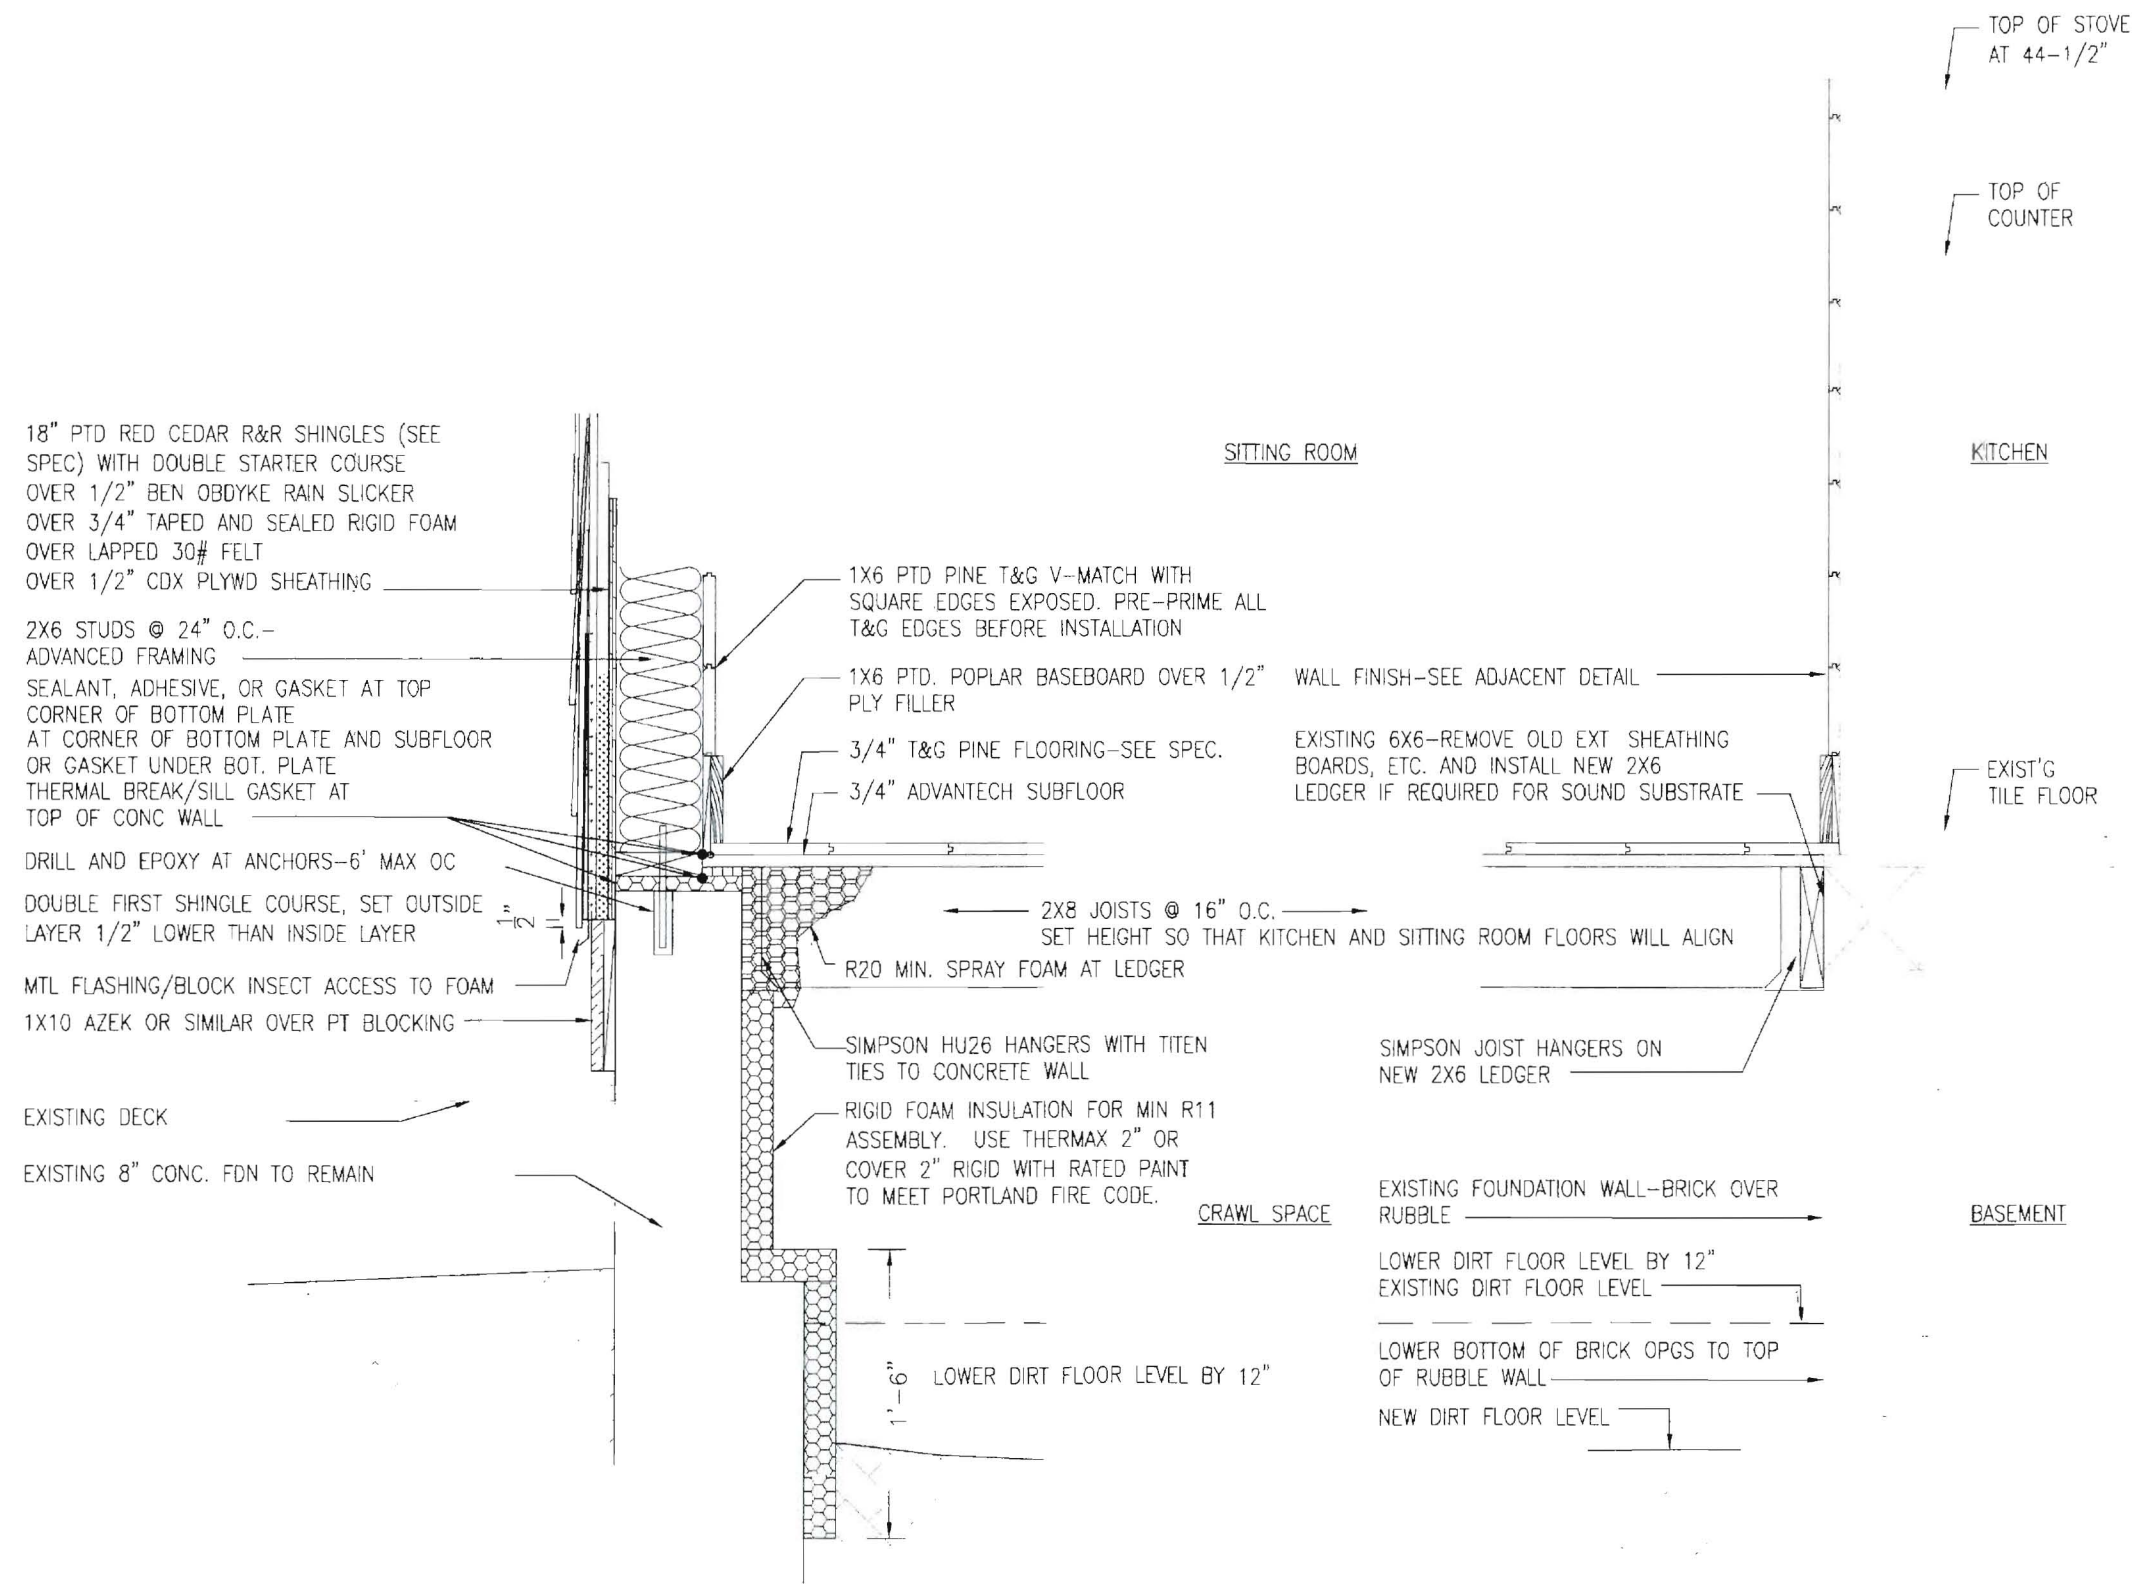 TOP OF STOVE
AT 44-1/2"
TOP OF
COUNTER
18" PTD RED CEDAR R&R SHINGLES (SEE
SPEC) WITH DOUBLE STARTER COURSE
OVER 1/2" BEN OBDYKE RAIN SLICKER
OVER 3/4" TAPED AND SEALED RIGID FOAM
OVER LAPPED 30# FELT
OVER 1/2" CDX PLYWD SHEATHING
2X6 STUDS @ 24" O.C.-
ADVANCED FRAMING
SEALANT, ADHESIVE, OR GASKET AT TOP
CORNER OF BOTTOM PLATE
AT CORNER OF BOTTOM PLATE AND SUBFLOOR
OR GASKET UNDER BOT. PLATE
THERMAL BREAK/SILL GASKET AT
TOP OF CONC WALL
DRILL AND EPOXY AT ANCHORS-6' MAX OC
DOUBLE FIRST SHINGLE COURSE, SET OUTSIDE
LAYER 1/2" LOWER THAN INSIDE LAYER
1/2"
MTL FLASHING/BLOCK INSECT ACCESS TO FOAM
1X10 AZEK OR SIMILAR OVER PT BLOCKING
EXISTING DECK
EXISTING 8" CONC. FDN TO REMAIN
SITTING ROOM
KITCHEN
1X6 PTD PINE T&G V-MATCH WITH
SQUARE EDGES EXPOSED. PRE-PRIME ALL
T&G EDGES BEFORE INSTALLATION
1X6 PTD. POPLAR BASEBOARD OVER 1/2"
PLY FILLER
3/4" T&G PINE FLOORING-SEE SPEC.
3/4" ADVANTECH SUBFLOOR
WALL FINISH-SEE ADJACENT DETAIL
EXISTING 6X6-REMOVE OLD EXT SHEATHING
BOARDS, ETC. AND INSTALL NEW 2X6
LEDGER IF REQUIRED FOR SOUND SUBSTRATE
EXIST'G
TILE FLOOR
2X8 JOISTS @ 16" O.C.
SET HEIGHT SO THAT KITCHEN AND SITTING ROOM FLOORS WILL ALIGN
R20 MIN. SPRAY FOAM AT LEDGER
SIMPSON HU26 HANGERS WITH TITEN
TIES TO CONCRETE WALL
SIMPSON JOIST HANGERS ON
NEW 2X6 LEDGER
RIGID FOAM INSULATION FOR MIN R11
ASSEMBLY. USE THERMAX 2" OR
COVER 2" RIGID WITH RATED PAINT
TO MEET PORTLAND FIRE CODE.
CRAWL SPACE
EXISTING FOUNDATION WALL-BRICK OVER
RUBBLE
BASEMENT
LOWER DIRT FLOOR LEVEL BY 12"
EXISTING DIRT FLOOR LEVEL
1'-6"
LOWER DIRT FLOOR LEVEL BY 12"
LOWER BOTTOM OF BRICK OPGS TO TOP
OF RUBBLE WALL
NEW DIRT FLOOR LEVEL